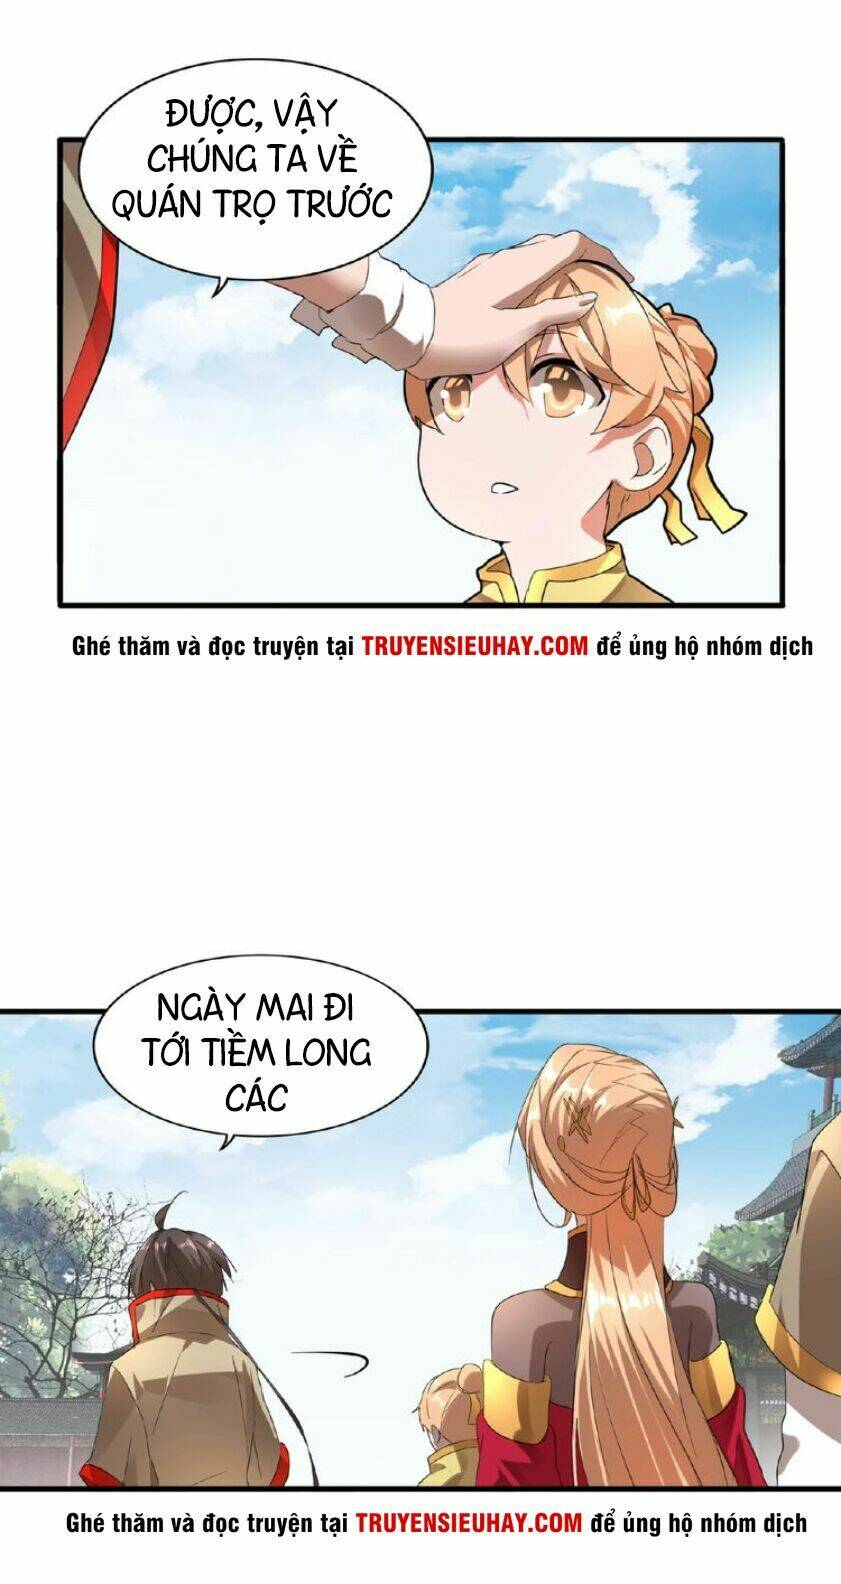 ĐƯỢC, VẬY
CHÚNG TA VỀ
QUÁN TRỌ TRƯỚC
Ghé thăm và đọc truyện tại TRUYENSIEUHAY.COM để ủng hộ nhóm dịch
NGÀY MAI ĐI
TỚI TIỀM LONG
CÁC
Ghé thăm và đọc truyện tại TRUYENSIEUHAY.COM để ủng hộ nhóm dịch